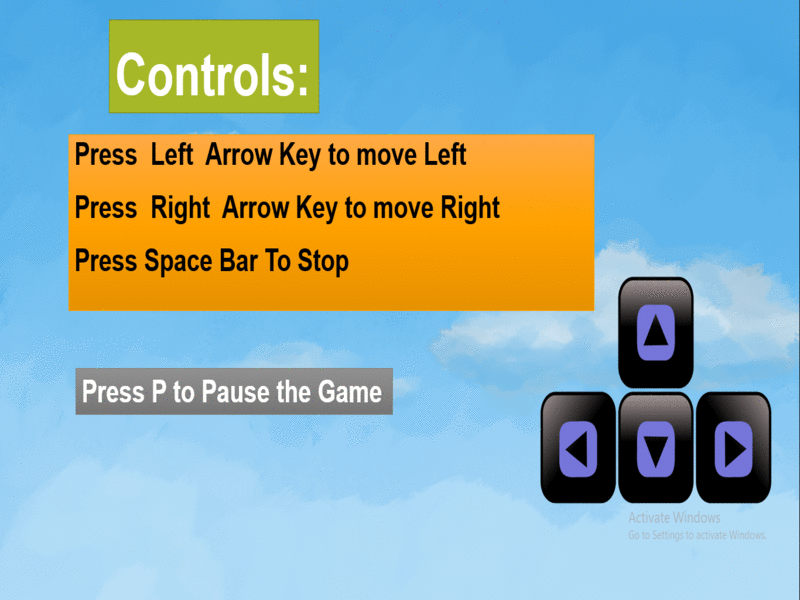 Controls:
Press Left Arrow Key to move Left
Press Right Arrow Key to move Right
Press Space Bar To Stop
Press P to Pause the Game
Activate Windows
Go to Settings to activate Windows.